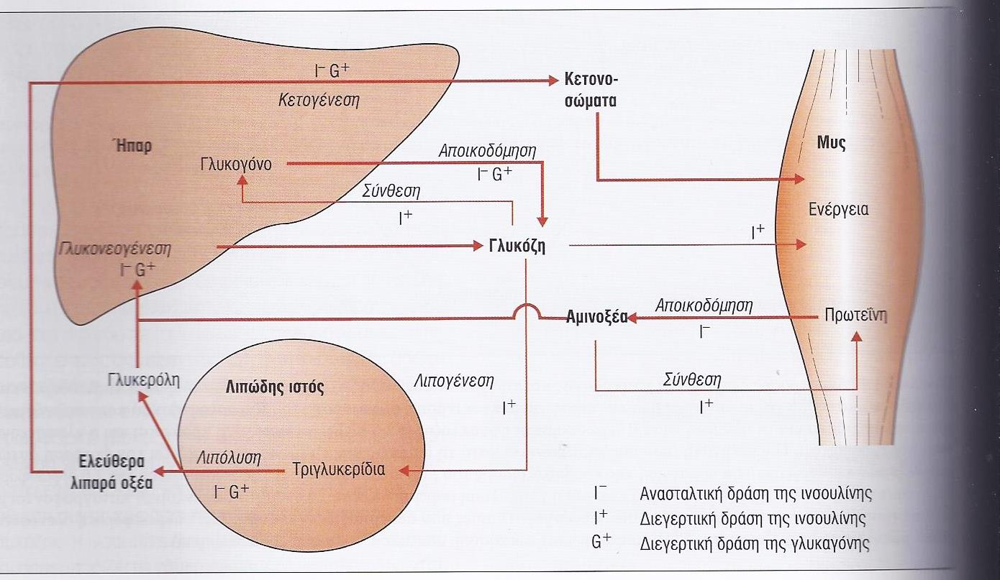 I⁻ G⁺
Κετογένεση
Κετονο-
σώματα
Ήπαρ
Γλυκογόνο
Αποικοδόμηση
I⁻ G⁺
Σύνθεση
I⁺
Μυς
Ενέργεια
Γλυκονεογένεση
I⁻ G⁺
Γλυκόζη
I⁺
Αμινοξέα
Αποικοδόμηση
I⁻
Πρωτεΐνη
Γλυκερόλη
Λιπώδης ιστός
Λιπογένεση
I⁺
Σύνθεση
I⁺
Ελεύθερα
λιπαρά οξέα
Λιπόλυση
I⁻ G⁺
Τριγλυκερίδια
I⁻ Ανασταλτική δράση της ινσουλίνης
I⁺ Διεγερτιική δράση της ινσουλίνης
G⁺ Διεγερτική δράση της γλυκαγόνης